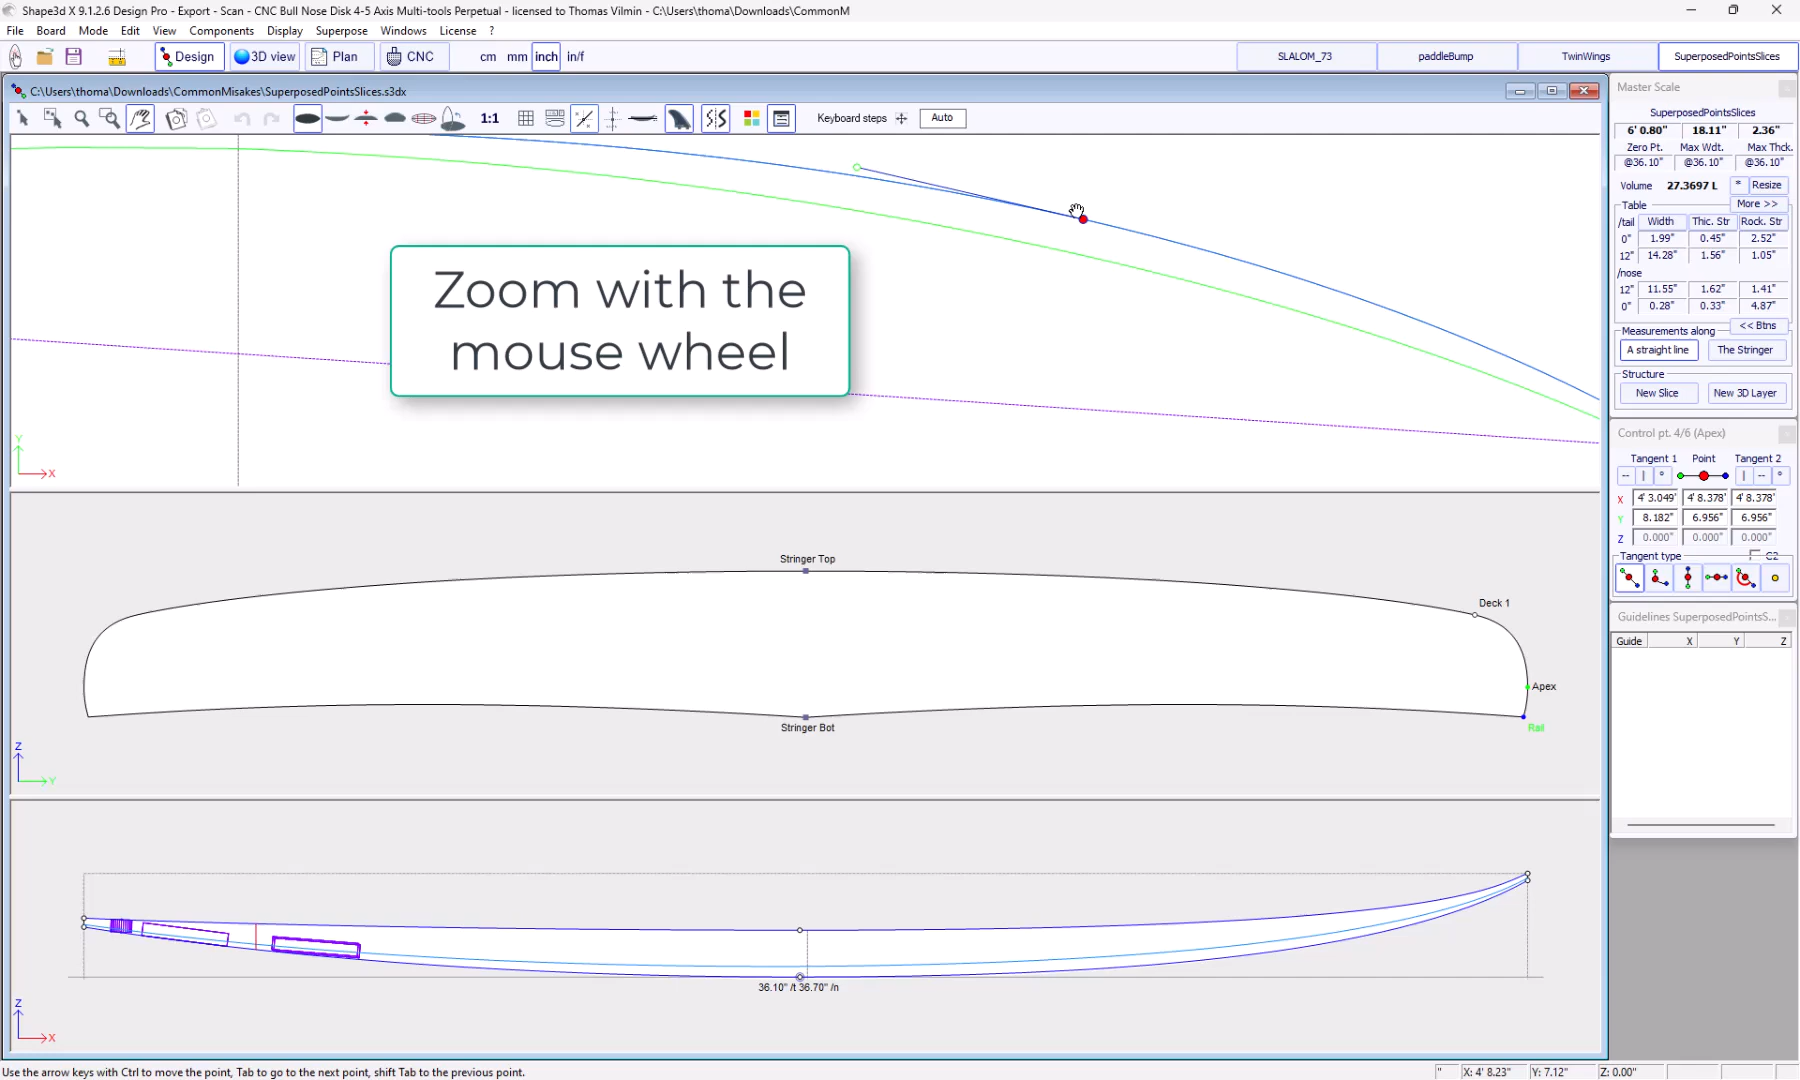 Shape3d X 9.1.2.6 Design Pro - Export - Scan - CNC Bull Nose Disk 4-5 Axis Multi-tools Perpetual - licensed to Thomas Vilmin - C:\Users\thoma\Downloads\CommonM
File Board Mode Edit View Components Display Superpose Windows License ?
Design 3D view Plan CNC cm mm inch in/f SLALOM_73 paddleBump TwinWings SuperposedPointsSlices
C:\Users\thoma\Downloads\CommonMisakes\SuperposedPointsSlices.s3dx
1:1 Keyboard steps Auto
Zoom with the
mouse wheel
Y
X
Stringer Top
Deck 1
Apex
Stringer Bot
Rail
Z
Y
36.10" /t 36.70" /n
Z
X
Master Scale
SuperposedPointsSlices
6' 0.80" 18.11" 2.36"
Zero Pt. Max Wdt. Max Thck.
@36.10" @36.10" @36.10"
Volume 27.3697 L * Resize
Table More >>
/tail Width Thic. Str Rock. Str
0" 1.99" 0.45" 2.52"
12" 14.28" 1.56" 1.05"
/nose
12" 11.55" 1.62" 1.41"
0" 0.28" 0.33" 4.87"
Measurements along << Btns
A straight line The Stringer
Structure
New Slice New 3D Layer
Control pt. 4/6 (Apex)
Tangent 1 Point Tangent 2
-- | ° | -- °
X 4' 3.049' 4' 8.378' 4' 8.378'
Y 8.182" 6.956" 6.956"
Z 0.000" 0.000" 0.000"
Tangent type C2
Guidelines SuperposedPointsS...
Guide X Y Z
Use the arrow keys with Ctrl to move the point, Tab to go to the next point, shift Tab to the previous point.
" X: 4' 8.23" Y: 7.12" Z: 0.00"